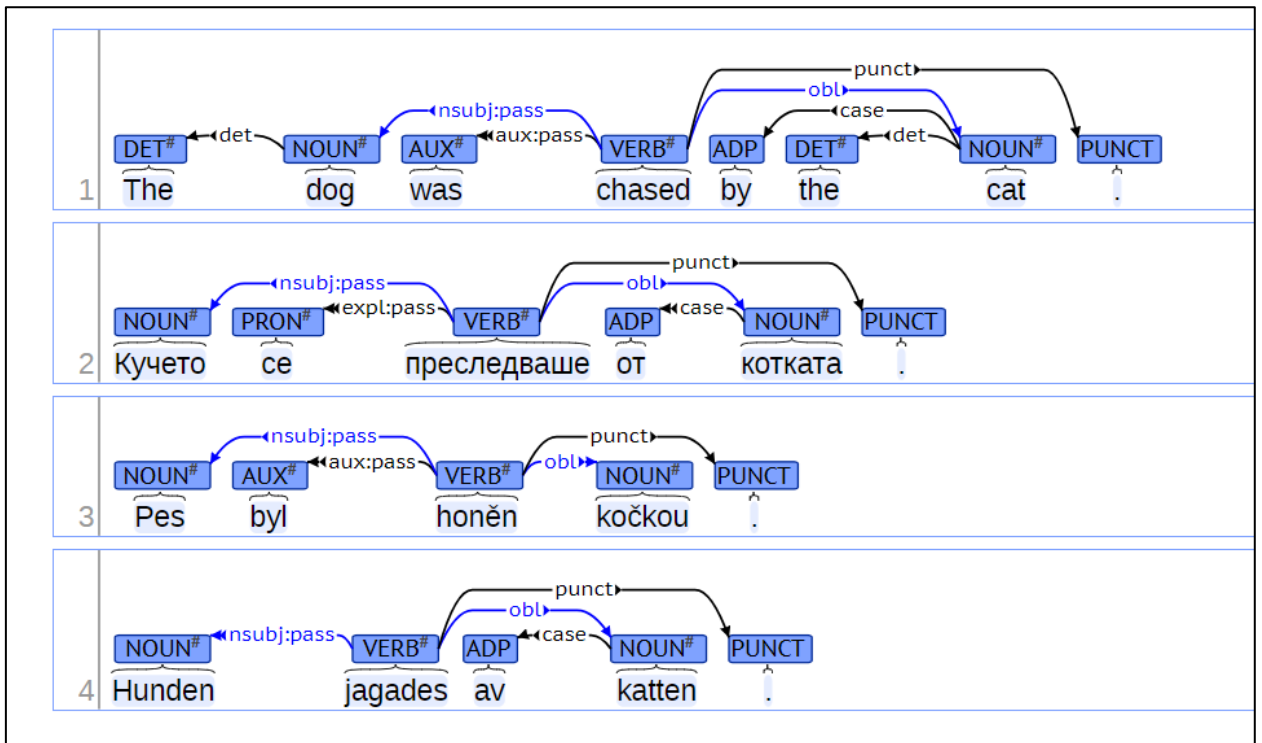 punct
obl
nsubj:pass case
det aux:pass det
DET# NOUN# AUX# VERB# ADP DET# NOUN# PUNCT
1 The dog was chased by the cat .
punct
nsubj:pass obl
expl:pass case
NOUN# PRON# VERB# ADP NOUN# PUNCT
2 Кучето се преследваше от котката .
nsubj:pass punct
aux:pass obl
NOUN# AUX# VERB# NOUN# PUNCT
3 Pes byl honěn kočkou .
punct
obl
nsubj:pass case
NOUN# VERB# ADP NOUN# PUNCT
4 Hunden jagades av katten .